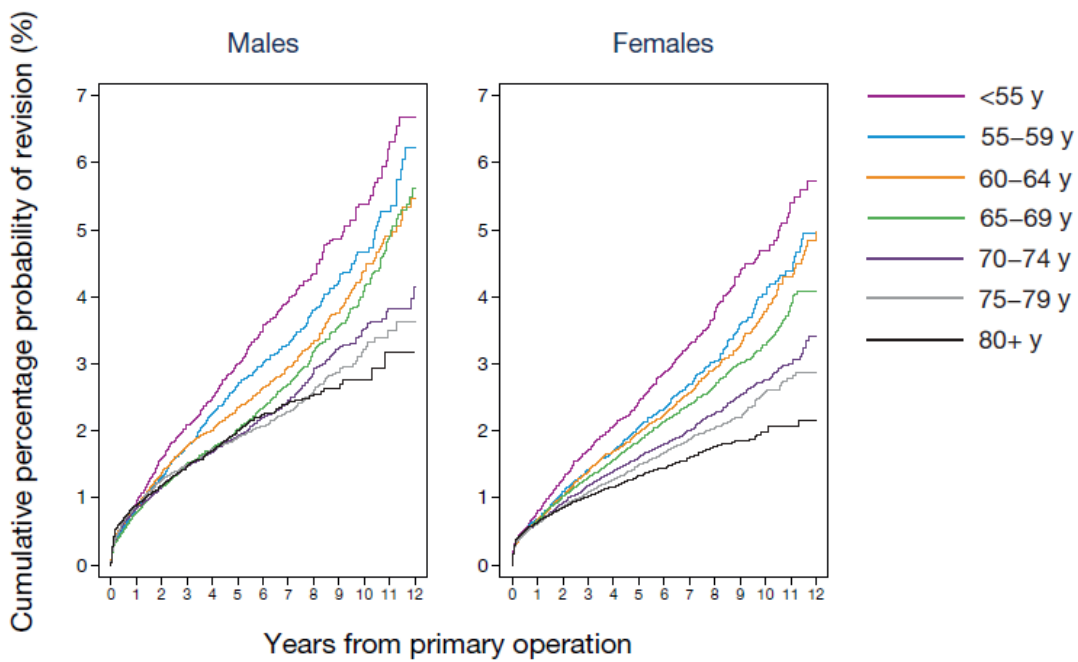 Males
Females
Cumulative percentage probability of revision (%)
7
6
5
4
3
2
1
0
0 1 2 3 4 5 6 7 8 9 10 11 12
7
6
5
4
3
2
1
0
0 1 2 3 4 5 6 7 8 9 10 11 12
Years from primary operation
<55 y
55–59 y
60–64 y
65–69 y
70–74 y
75–79 y
80+ y